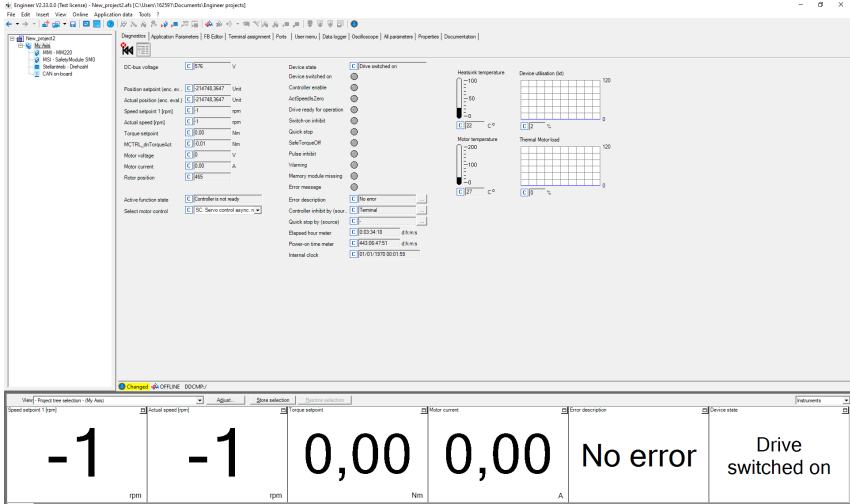 Engineer V2.33.0.0 (Test license) - New_project2.afs [C:\Users\162597\Documents\Engineer projects]
File Edit Insert View Online Application data Tools ?
New_project2
My Axis
MMI - MM220
MSI - SafetyModule SM0
Stellantrieb - Drehzahl
CAN on board
Diagnostics Application Parameters FB Editor Terminal assignment Ports User menu Data logger Oscilloscope All parameters Properties Documentation
DC-bus voltage C 576 V
Position setpoint (enc. ev... C -214748,3647 Unit
Actual position (enc. eval.) C -214748,3647 Unit
Speed setpoint 1 [rpm] C -1 rpm
Actual speed [rpm] C -1 rpm
Torque setpoint C 0.00 Nm
MCTRL_dnTorqueAct C -0,01 Nm
Motor voltage C 0 V
Motor current C 0.00 A
Rotor position C 465
Active function state C Controller is not ready
Select motor control C SC: Servo control async. n
Device state C Drive switched on
Device switched on
Controller enable
ActSpeedIsZero
Drive ready for operation
Switch-on inhibit
Quick stop
SafeTorqueOff
Pulse inhibit
Warning
Memory module missing
Error message
Error description C No error ...
Controller inhibit by (sour... C Terminal ...
Quick stop by (source) C - ...
Elapsed hour meter C 0:03:34:18 d:h:m:s
Power-on time meter C 443:06:47:51 d:h:m:s
Internal clock C 01/01/1970 00:01:59
Heatsink temperature
100
50
0
C 22 C°
Motor temperature
200
100
0
C 27 C°
Device utilisation (Ixt)
120
0
C 2 %
Thermal Motor load
120
0
C 0 %
Changed OFFLINE DDCMP:/
View - Project tree selection - (My Axis) Adjust... Store selection Restore selection Instruments
Speed setpoint 1 [rpm]
-1
rpm
Actual speed [rpm]
-1
rpm
Torque setpoint
0,00
Nm
Motor current
0,00
A
Error description
No error
Device state
Drive
switched on